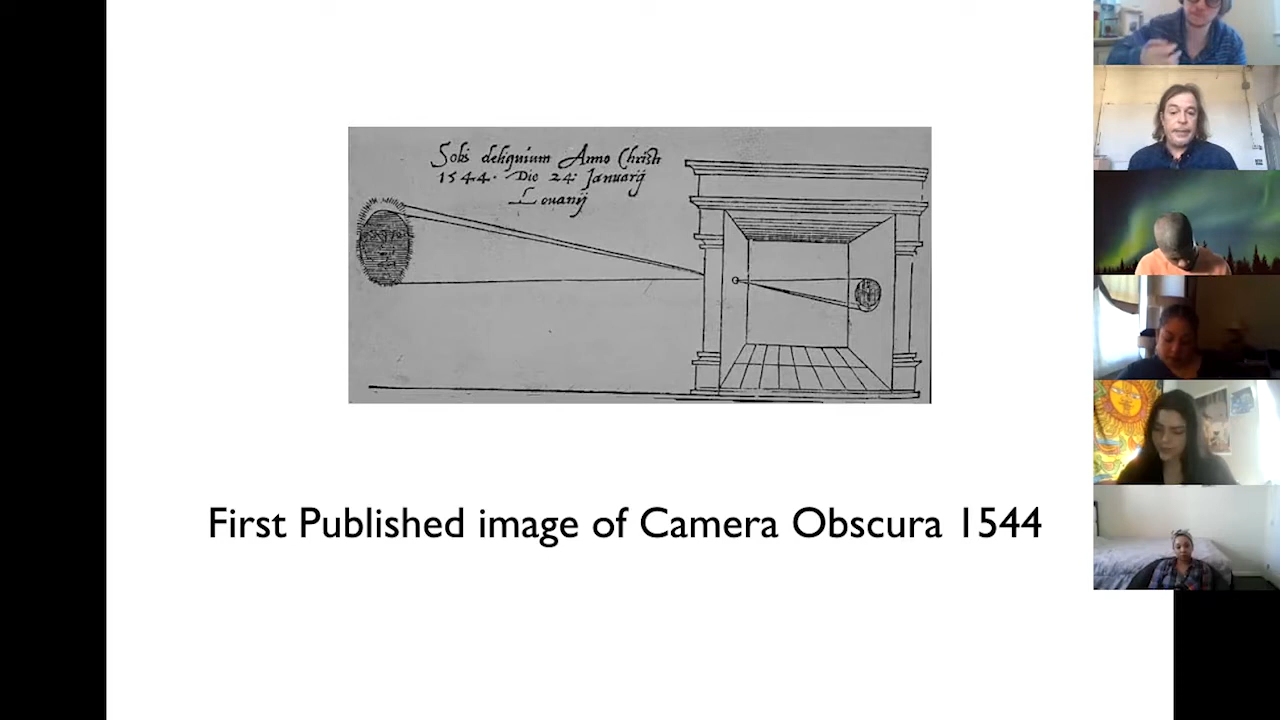 Solis deliquium Anno Christi
1544. Die 24: Januarij
Louanij
First Published image of Camera Obscura 1544